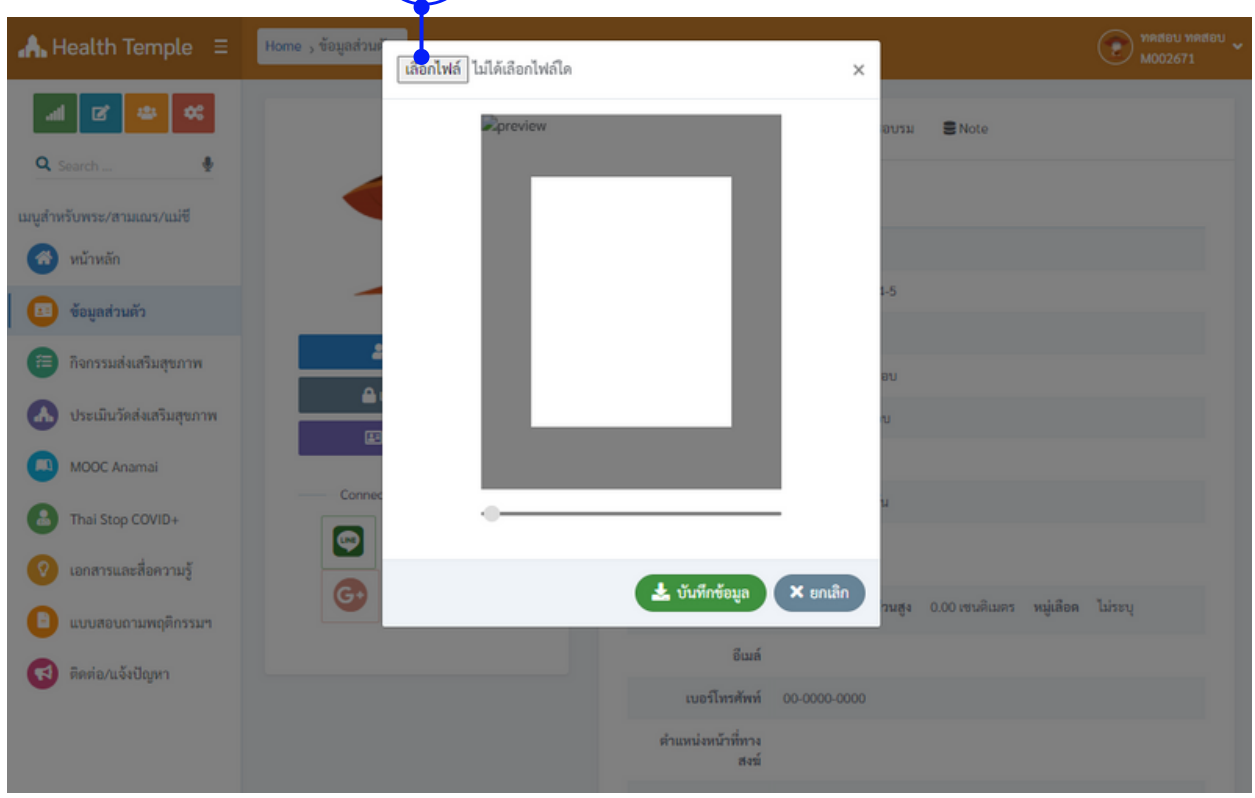 Health Temple
Home › ข้อมูลส่วนตัว
ทดสอบ ทดสอบ
M002671
เลือกไฟล์ ไม่ได้เลือกไฟล์ใด
×
preview
อบรม
Note
Search ...
เมนูสำหรับพระ/สามเณร/แม่ชี
หน้าหลัก
ข้อมูลส่วนตัว
กิจกรรมส่งเสริมสุขภาพ
ประเมินวัดส่งเสริมสุขภาพ
MOOC Anamai
Thai Stop COVID+
เอกสารและสื่อความรู้
แบบสอบถามพฤติกรรมฯ
ติดต่อ/แจ้งปัญหา
Connec
LINE
G+
บันทึกข้อมูล
× ยกเลิก
วนสูง 0.00 เซนติเมตร หมู่เลือด ไม่ระบุ
อีเมล์
เบอร์โทรศัพท์ 00-0000-0000
ตำแหน่งหน้าที่ทาง
สงฆ์